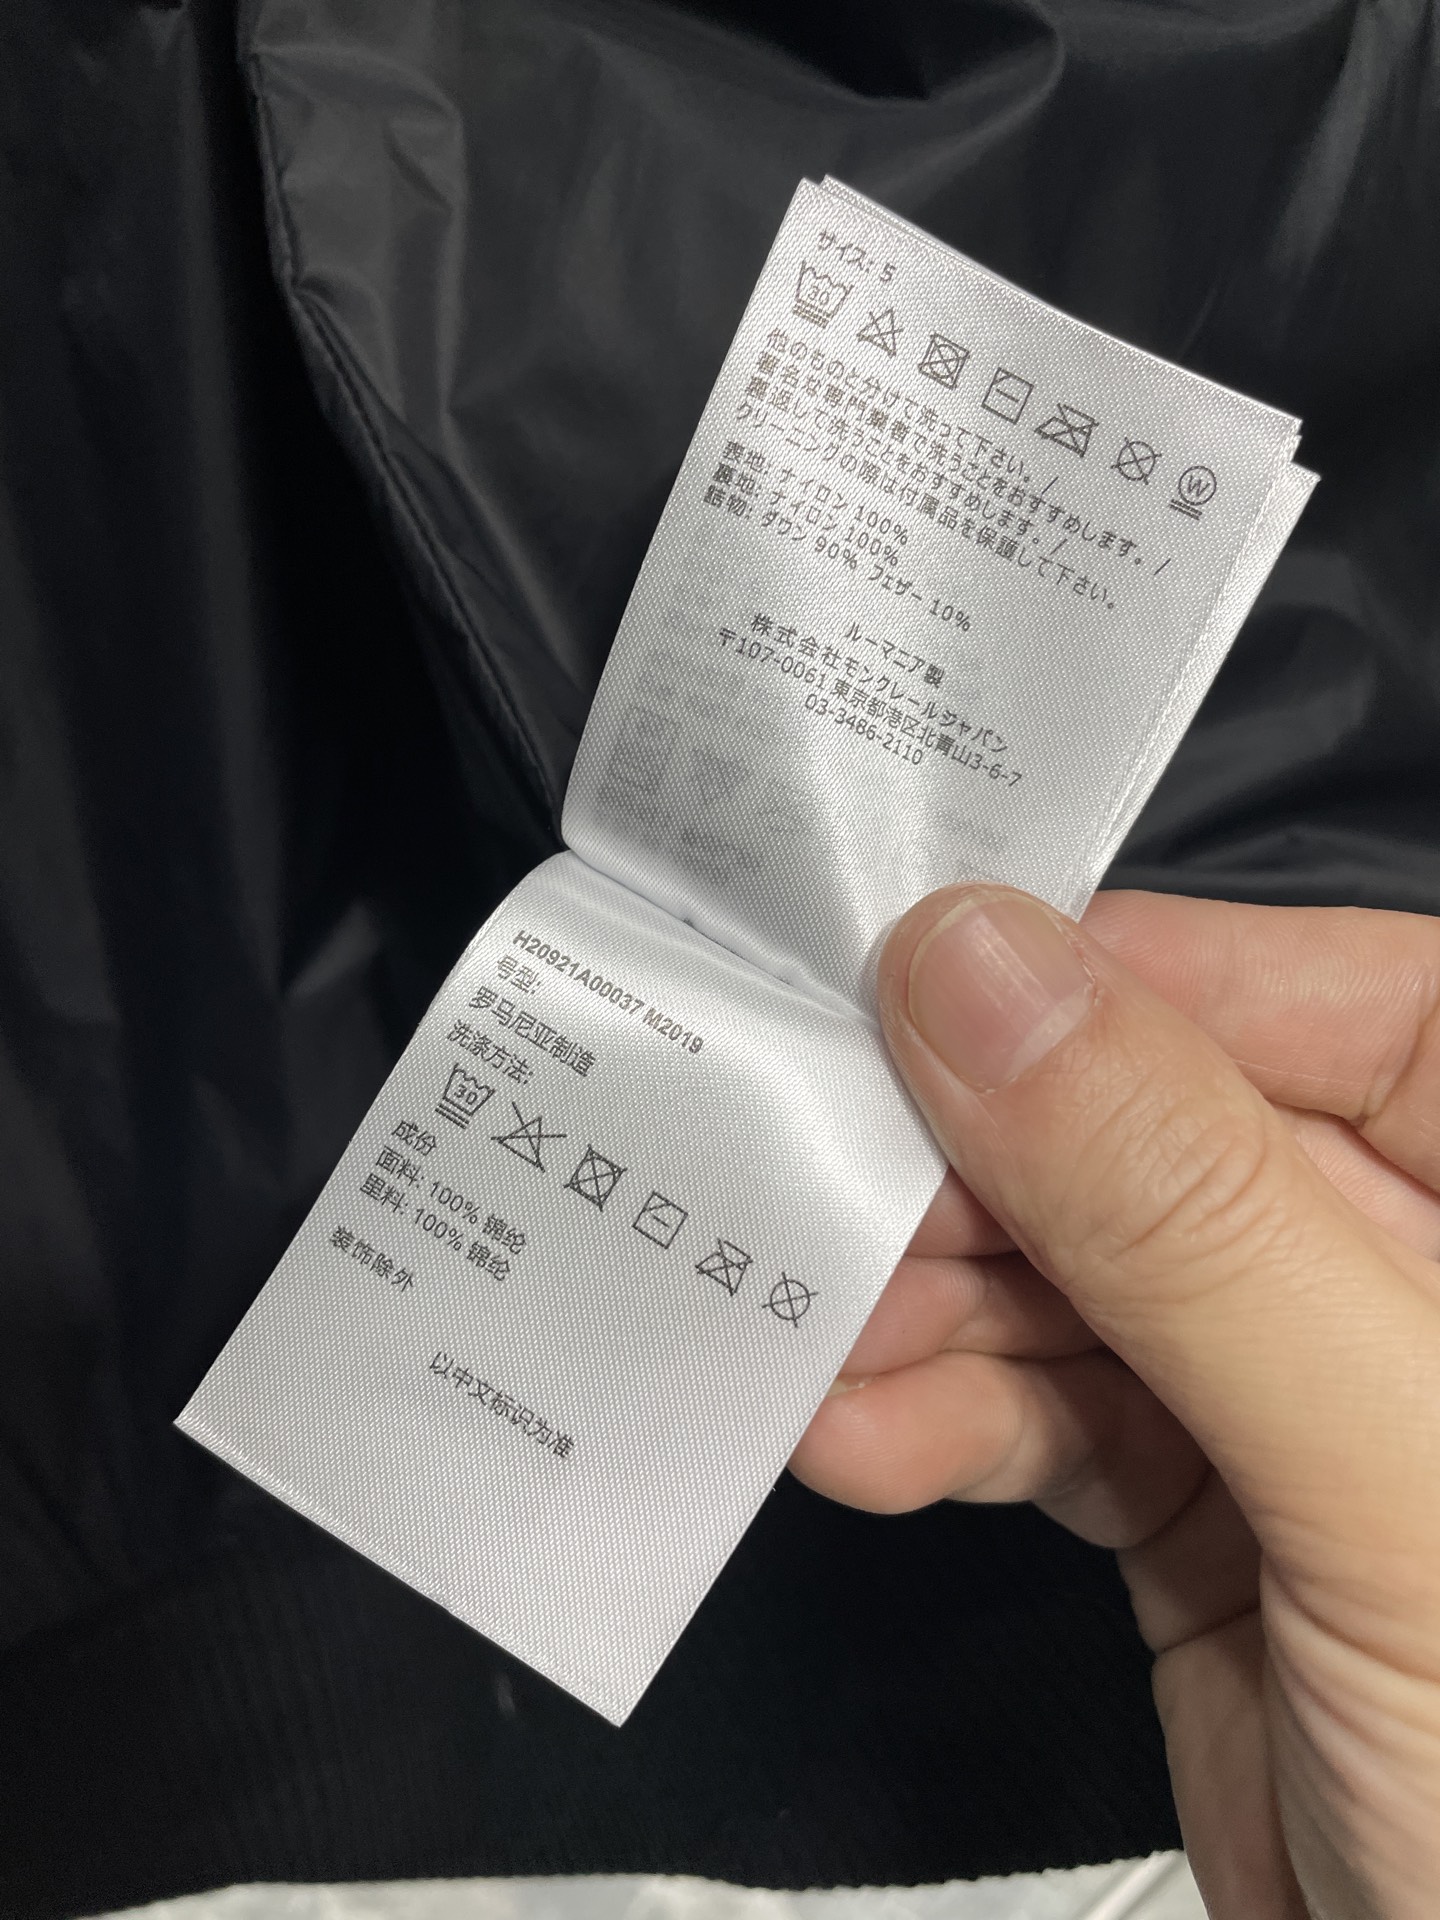 サイズ: 5
30
W
他のものと分けて洗って下さい。 /
著名な専門業者で洗うことをおすすめします。 /
裏返して洗うことをおすすめします。 /
クリーニングの際は付属品を保護して下さい。
表地: ナイロン 100%
裏地: ナイロン 100%
詰物: ダウン 90% フェザー 10%
ルーマニア製
株式会社モンクレールジャパン
〒107-0061 東京都港区北青山3-6-7
03-3486-2110
H20921A00037 M2019
号型:
罗马尼亚制造
洗涤方法:
30
成份
面料: 100% 锦纶
里料: 100% 锦纶
装饰除外
以中文标识为准